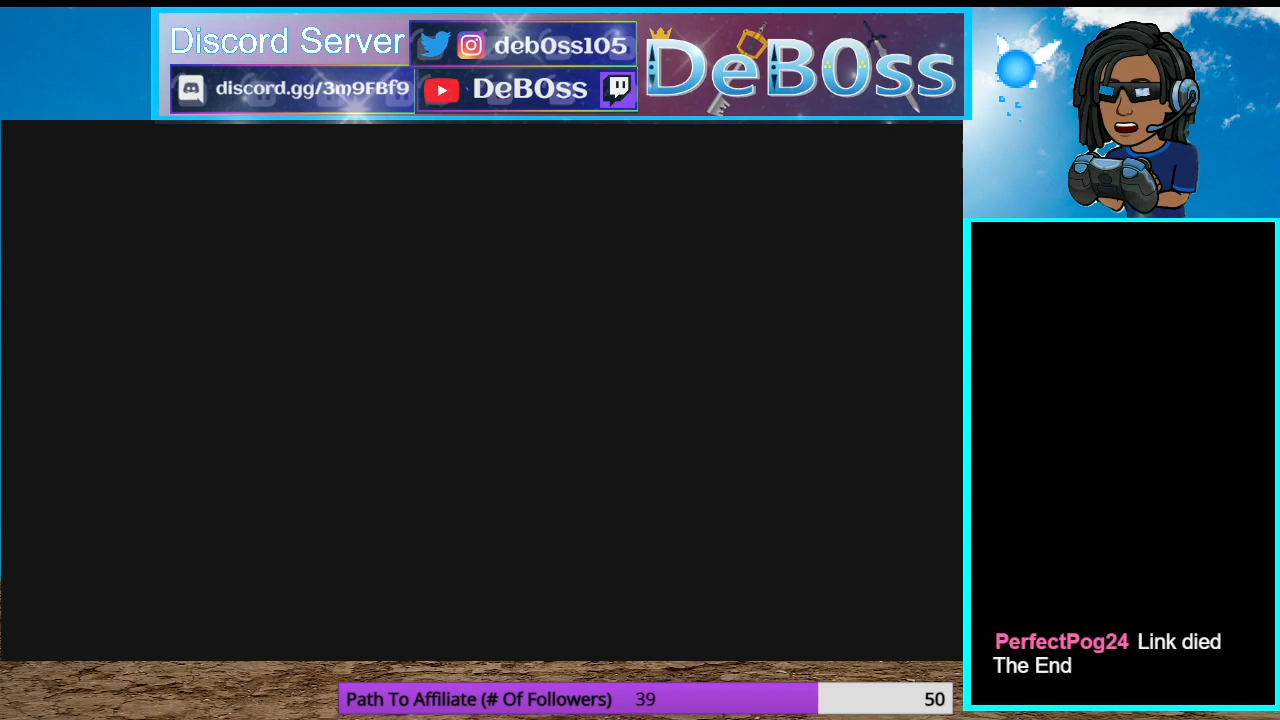 Discord Server
deb0ss105
discord.gg/3m9FBf9
DeB0ss
DeB0ss
PerfectPog24 Link died
The End
Path To Affiliate (# Of Followers) 39 50